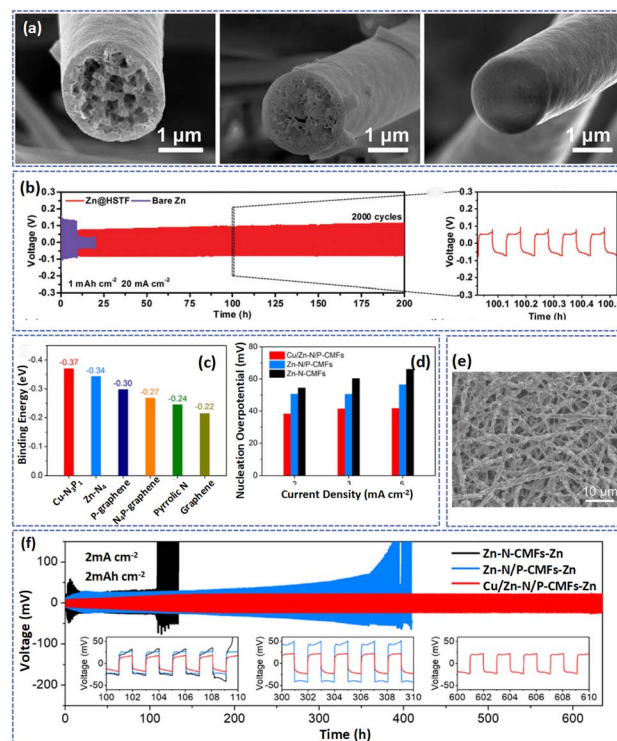 (a)
1 μm
1 μm
1 μm
(b)
Zn@HSTF
Bare Zn
2000 cycles
1 mAh cm⁻² 20 mA cm⁻²
Voltage (V)
0.3
0.2
0.1
0.0
-0.1
-0.2
-0.3
0
25
50
75
100
125
150
175
200
Time (h)
Voltage (V)
0.3
0.2
0.1
0.0
-0.1
-0.2
-0.3
100.1
100.2
100.3
100.4
Time (h)
(c)
Binding Energy (eV)
-0.4
-0.3
-0.2
-0.1
0.0
-0.37
-0.34
-0.30
-0.27
-0.24
-0.22
Cu-N₃P₁
Zn-N₄
P-graphene
N₄P-graphene
Pyrrolic N
Graphene
(d)
Cu/Zn-N/P-CMFs
Zn-N/P-CMFs
Zn-N-CMFs
Nucleation Overpotential (mV)
80
60
40
20
0
Current Density (mA cm⁻²)
(e)
10 μm
(f)
2mA cm⁻²
2mAh cm⁻²
Zn-N-CMFs-Zn
Zn-N/P-CMFs-Zn
Cu/Zn-N/P-CMFs-Zn
Voltage (mV)
100
50
0
-50
-100
-200
Voltage (mV)
50
0
-50
100
102
104
106
108
110
Voltage (mV)
50
0
-50
300
302
304
306
308
310
Voltage (mV)
50
0
-50
600
602
604
606
608
610
0
100
200
300
400
500
600
Time (h)